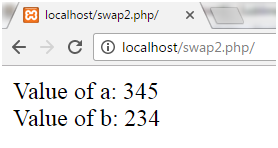 localhost/swap2.php/
localhost/swap2.php/
Value of a: 345
Value of b: 234